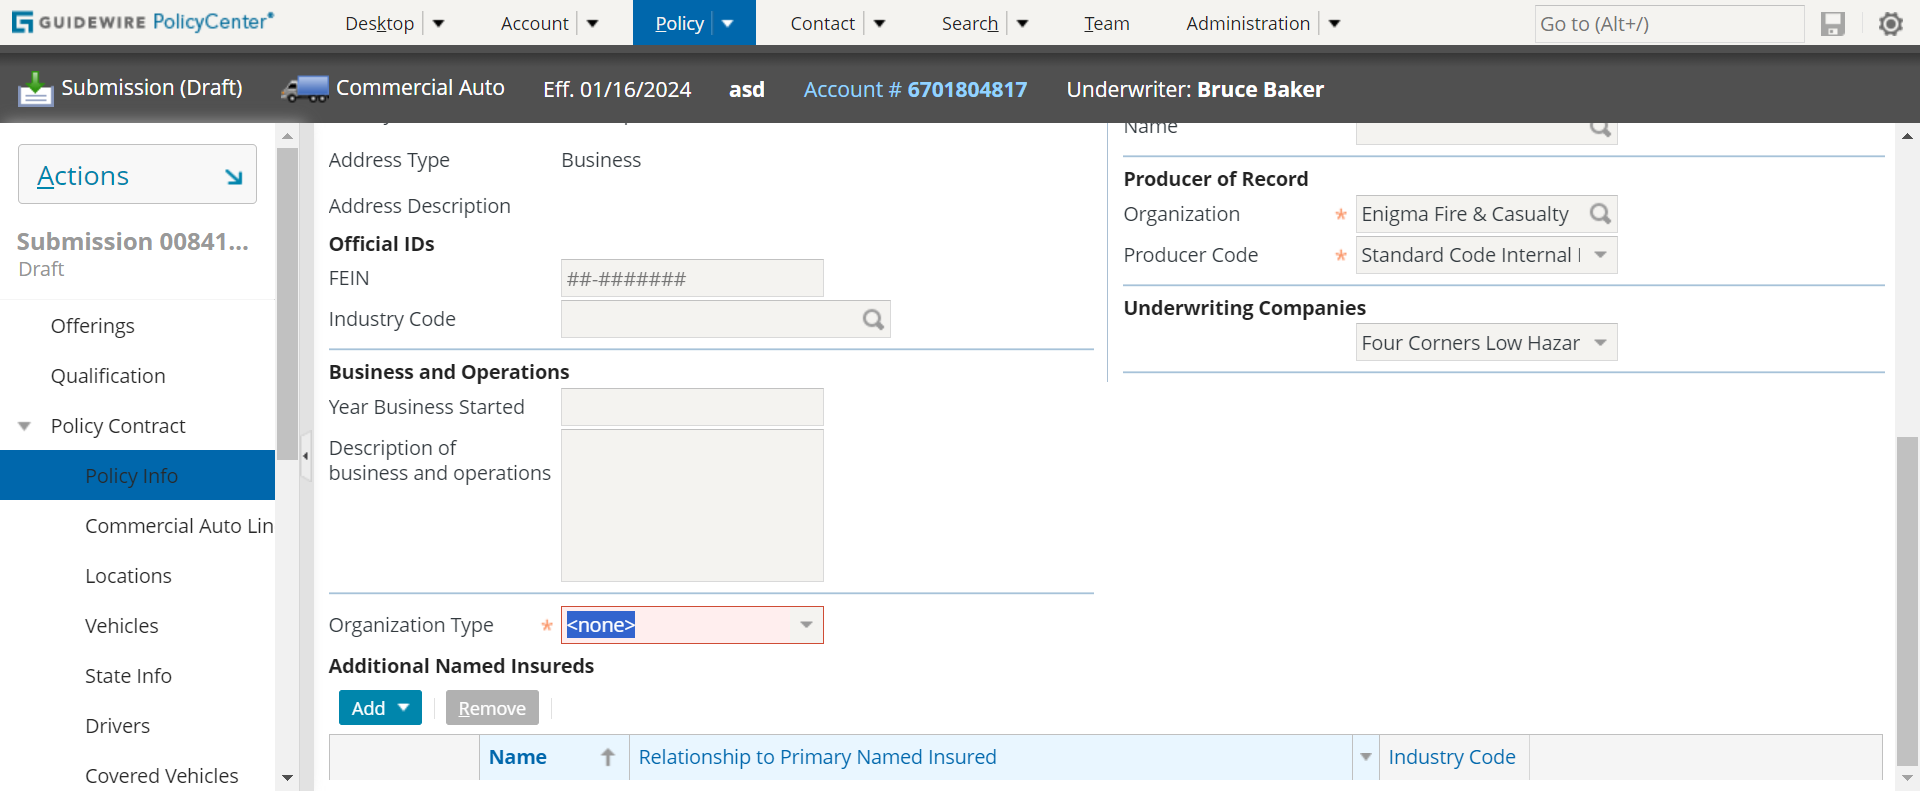 GUIDEWIRE PolicyCenter®
Desktop
Account
Policy
Contact
Search
Team
Administration
Go to (Alt+/)
Submission (Draft)
Commercial Auto
Eff. 01/16/2024
asd
Account # 6701804817
Underwriter: Bruce Baker
Actions
Submission 00841...
Draft
Offerings
Qualification
Policy Contract
Policy Info
Commercial Auto Lin
Locations
Vehicles
State Info
Drivers
Covered Vehicles
Address Type Business
Address Description
Official IDs
FEIN ##-#######
Industry Code
Business and Operations
Year Business Started
Description of
business and operations
Organization Type * <none>
Additional Named Insureds
Add
Remove
Name
Relationship to Primary Named Insured
Industry Code
Name
Producer of Record
Organization * Enigma Fire & Casualty
Producer Code * Standard Code Internal
Underwriting Companies
Four Corners Low Hazar